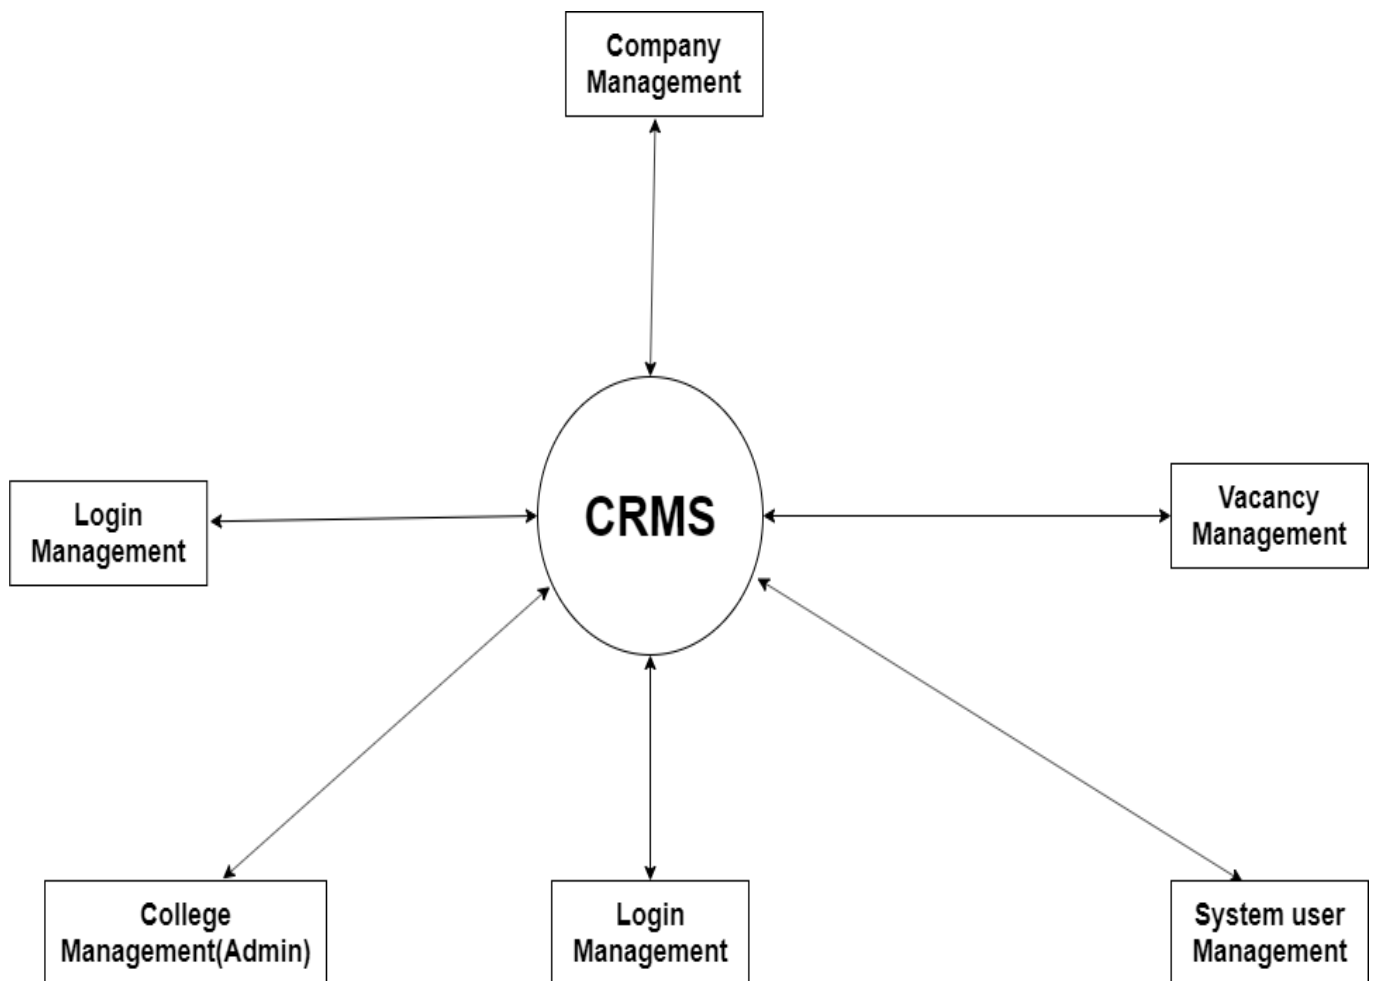 Company
Management
Login
Management
CRMS
Vacancy
Management
College
Management(Admin)
Login
Management
System user
Management